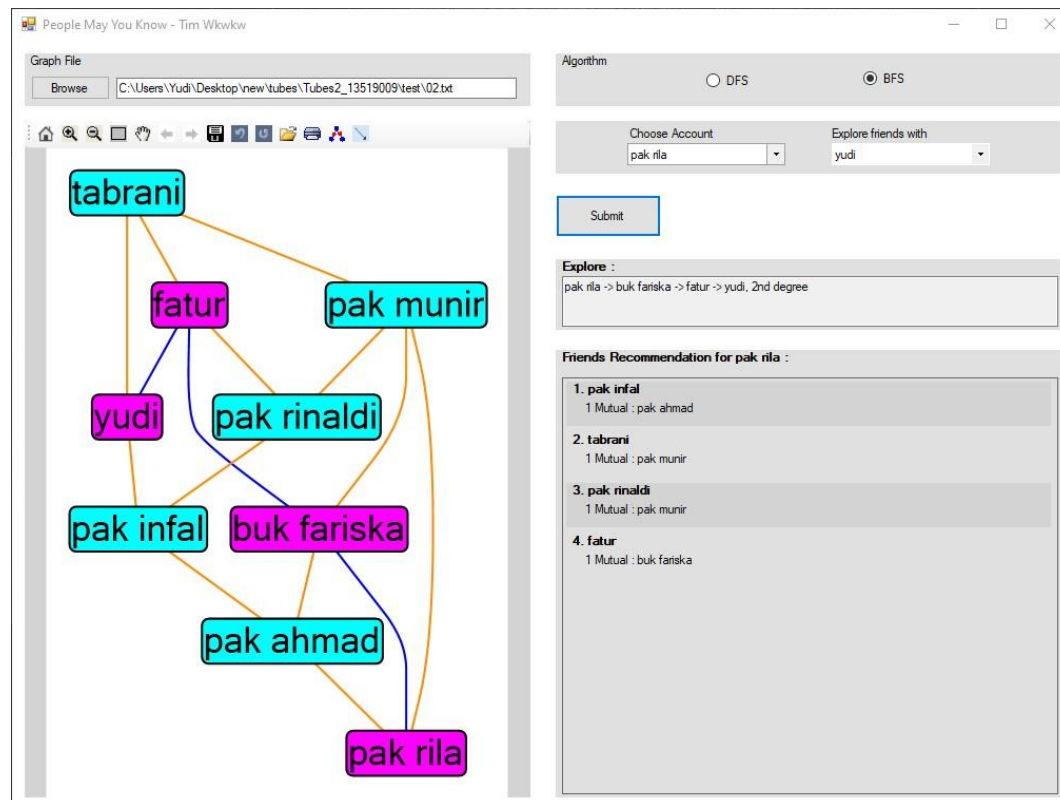 People May You Know - Tim Wkwkw
Graph File
Browse
C:\Users\Yudi\Desktop\new\tubes\Tubes2_13519009\test\02.txt
tabrani
fatur
pak munir
yudi
pak rinaldi
pak infal
buk fariska
pak ahmad
pak rila
Algorithm
DFS
BFS
Choose Account
Explore friends with
pak rila
yudi
Submit
Explore :
pak rila -> buk fariska -> fatur -> yudi, 2nd degree
Friends Recommendation for pak rila :
1. pak infal
1 Mutual : pak ahmad
2. tabrani
1 Mutual : pak munir
3. pak rinaldi
1 Mutual : pak munir
4. fatur
1 Mutual : buk fariska